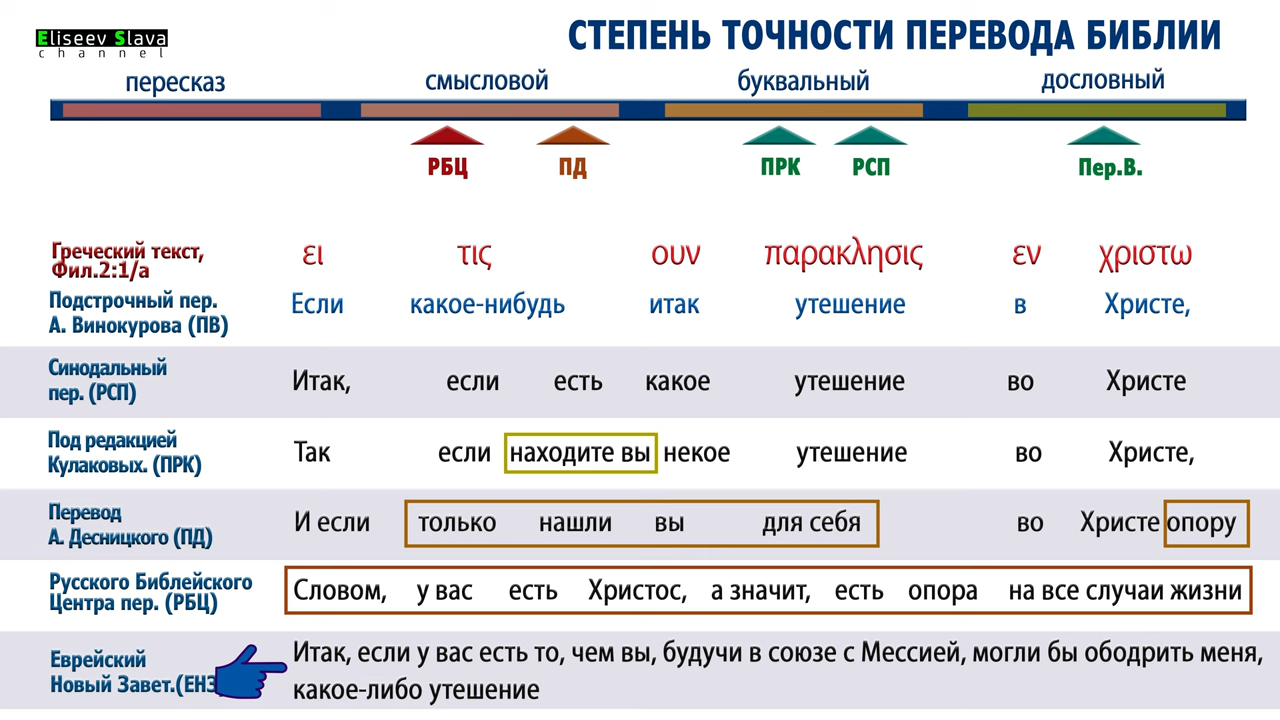 Eliseev Slava
channel
СТЕПЕНЬ ТОЧНОСТИ ПЕРЕВОДА БИБЛИИ
пересказ смысловой буквальный дословный
РБЦ ПД ПРК РСП Пер.В.
Греческий текст,
Фил.2:1/а
ει τις ουν παρακλησις εν χριστω
Подстрочный пер.
А. Винокурова (ПВ)
Если какое-нибудь итак утешение в Христе,
Синодальный
пер. (РСП)
Итак, если есть какое утешение во Христе
Под редакцией
Кулаковых. (ПРК)
Так если находите вы некое утешение во Христе,
Перевод
А. Десницкого (ПД)
И если только нашли вы для себя во Христе опору
Русского Библейского
Центра пер. (РБЦ)
Словом, у вас есть Христос, а значит, есть опора на все случаи жизни
Еврейский
Новый Завет.(ЕНЗ
Итак, если у вас есть то, чем вы, будучи в союзе с Мессией, могли бы ободрить меня,
какое-либо утешение